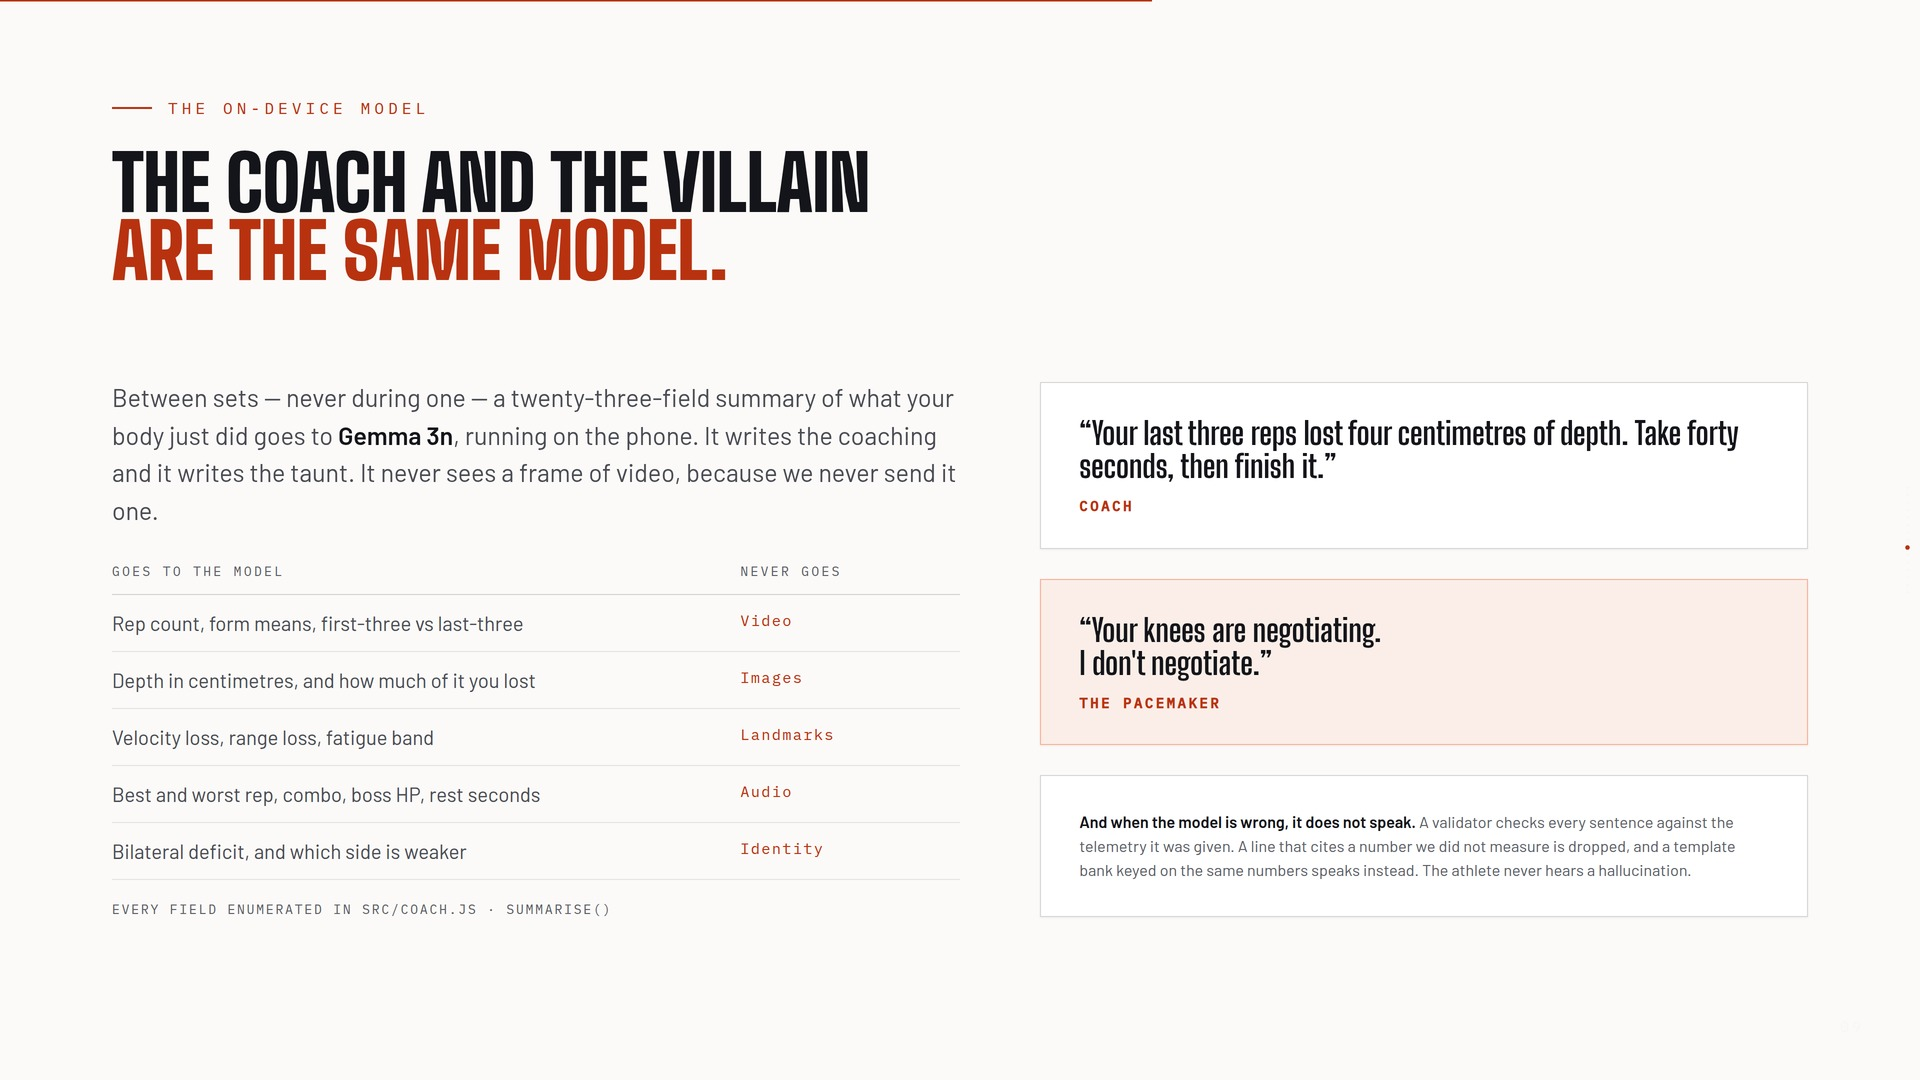 THE ON-DEVICE MODEL
THE COACH AND THE VILLAIN
ARE THE SAME MODEL.
Between sets — never during one — a twenty-three-field summary of what your
body just did goes to Gemma 3n, running on the phone. It writes the coaching
and it writes the taunt. It never sees a frame of video, because we never send it
one.
GOES TO THE MODEL NEVER GOES
Rep count, form means, first-three vs last-three Video
Depth in centimetres, and how much of it you lost Images
Velocity loss, range loss, fatigue band Landmarks
Best and worst rep, combo, boss HP, rest seconds Audio
Bilateral deficit, and which side is weaker Identity
EVERY FIELD ENUMERATED IN SRC/COACH.JS · SUMMARISE()
“Your last three reps lost four centimetres of depth. Take forty
seconds, then finish it.”
COACH
“Your knees are negotiating.
I don't negotiate.”
THE PACEMAKER
And when the model is wrong, it does not speak. A validator checks every sentence against the
telemetry it was given. A line that cites a number we did not measure is dropped, and a template
bank keyed on the same numbers speaks instead. The athlete never hears a hallucination.